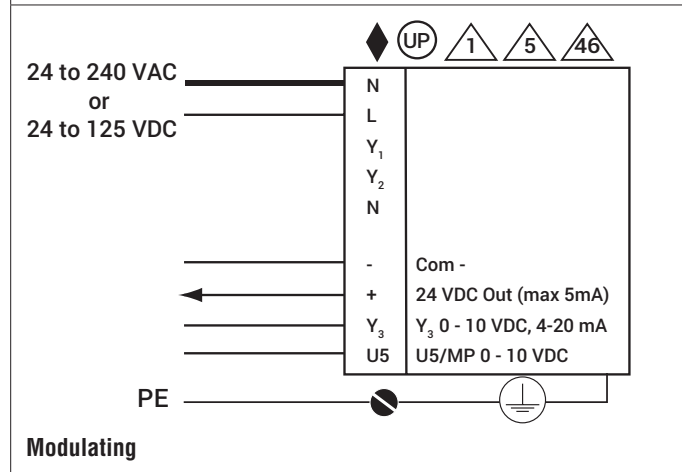 UP 1 5 46
24 to 240 VAC
or
24 to 125 VDC
N
L
Y₁
Y₂
N
- Com -
+ 24 VDC Out (max 5mA)
Y₃ Y₃ 0 - 10 VDC, 4-20 mA
U5 U5/MP 0 - 10 VDC
PE
Modulating